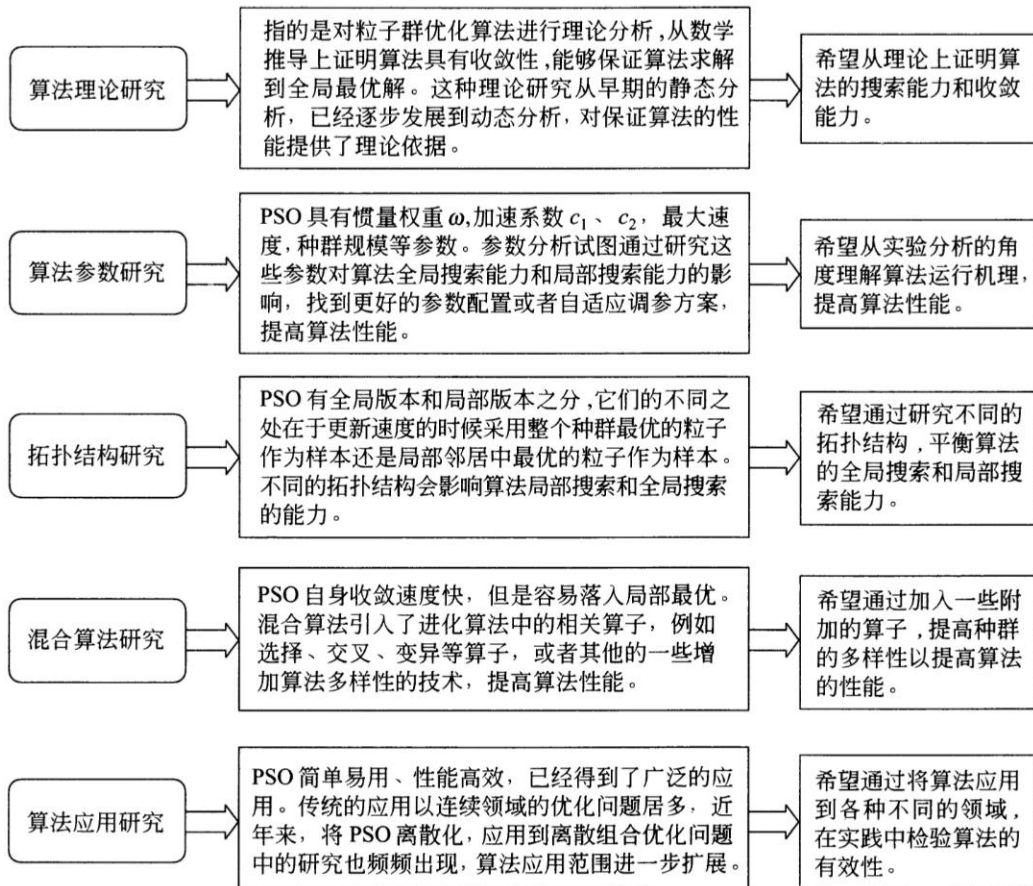 算法理论研究
指的是对粒子群优化算法进行理论分析,从数学
推导上证明算法具有收敛性,能够保证算法求解
到全局最优解。这种理论研究从早期的静态分
析，已经逐步发展到动态分析，对保证算法的性
能提供了理论依据。
希望从理论上证明算
法的搜索能力和收敛
能力。
算法参数研究
PSO 具有惯量权重 ω,加速系数 c₁、 c₂，最大速
度,种群规模等参数。参数分析试图通过研究这
些参数对算法全局搜索能力和局部搜索能力的影
响，找到更好的参数配置或者自适应调参方案，
提高算法性能。
希望从实验分析的角
度理解算法运行机理，
提高算法性能。
拓扑结构研究
PSO 有全局版本和局部版本之分,它们的不同之
处在于更新速度的时候采用整个种群最优的粒子
作为样本还是局部邻居中最优的粒子作为样本。
不同的拓扑结构会影响算法局部搜索和全局搜索
的能力。
希望通过研究不同的
拓扑结构,平衡算法
的全局搜索和局部搜
索能力。
混合算法研究
PSO 自身收敛速度快，但是容易落入局部最优。
混合算法引入了进化算法中的相关算子，例如
选择、交叉、变异等算子，或者其他的一些增
加算法多样性的技术，提高算法性能。
希望通过加入一些附
加的算子,提高种群
的多样性以提高算法
的性能。
算法应用研究
PSO 简单易用、性能高效，已经得到了广泛的应
用。传统的应用以连续领域的优化问题居多，近
年来，将 PSO 离散化，应用到离散组合优化问题
中的研究也频频出现，算法应用范围进一步扩展。
希望通过将算法应用
到各种不同的领域，
在实践中检验算法的
有效性。